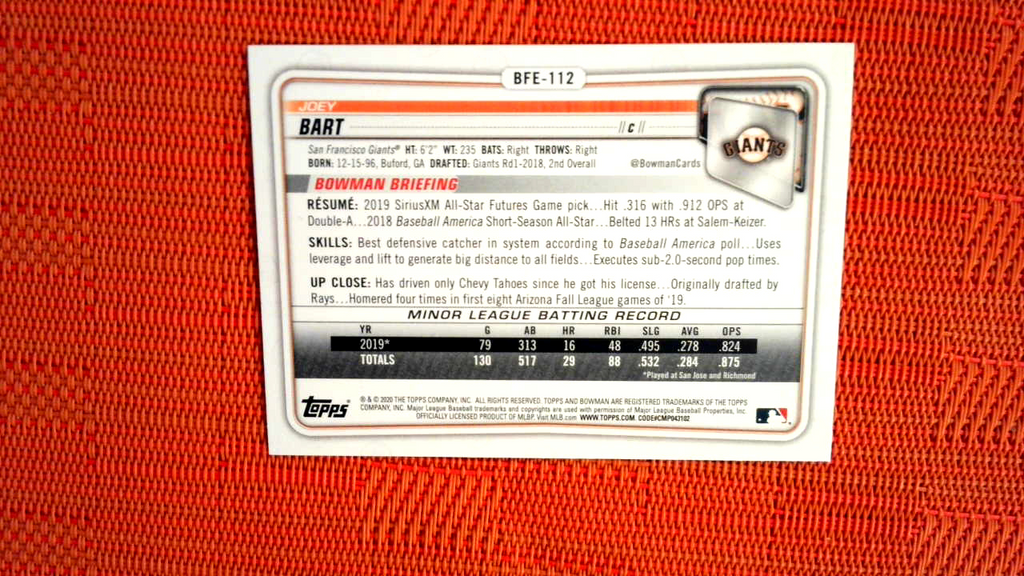 BFE-112
JOEY
BART //C//
San Francisco Giants® HT: 6'2" WT: 235 BATS: Right THROWS: Right
BORN: 12-15-96, Buford, GA DRAFTED: Giants Rd1-2018, 2nd Overall @BowmanCards
GIANTS
BOWMAN BRIEFING
RÉSUMÉ: 2019 SiriusXM All-Star Futures Game pick...Hit .316 with .912 OPS at
Double-A...2018 Baseball America Short-Season All-Star...Belted 13 HRs at Salem-Keizer.
SKILLS: Best defensive catcher in system according to Baseball America poll...Uses
leverage and lift to generate big distance to all fields...Executes sub-2.0-second pop times.
UP CLOSE: Has driven only Chevy Tahoes since he got his license...Originally drafted by
Rays...Homered four times in first eight Arizona Fall League games of '19.
MINOR LEAGUE BATTING RECORD
YR G AB HR RBI SLG AVG OPS
2019* 79 313 16 48 .495 .278 .824
TOTALS 130 517 29 88 .532 .284 .875
*Played at San Jose and Richmond
Topps®
® & © 2020 THE TOPPS COMPANY, INC. ALL RIGHTS RESERVED. TOPPS AND BOWMAN ARE REGISTERED TRADEMARKS OF THE TOPPS
COMPANY, INC. Major League Baseball trademarks and copyrights are used with permission of Major League Baseball Properties, Inc.
OFFICIALLY LICENSED PRODUCT OF MLBP. Visit MLB.com WWW.TOPPS.COM CODE#CMP043102